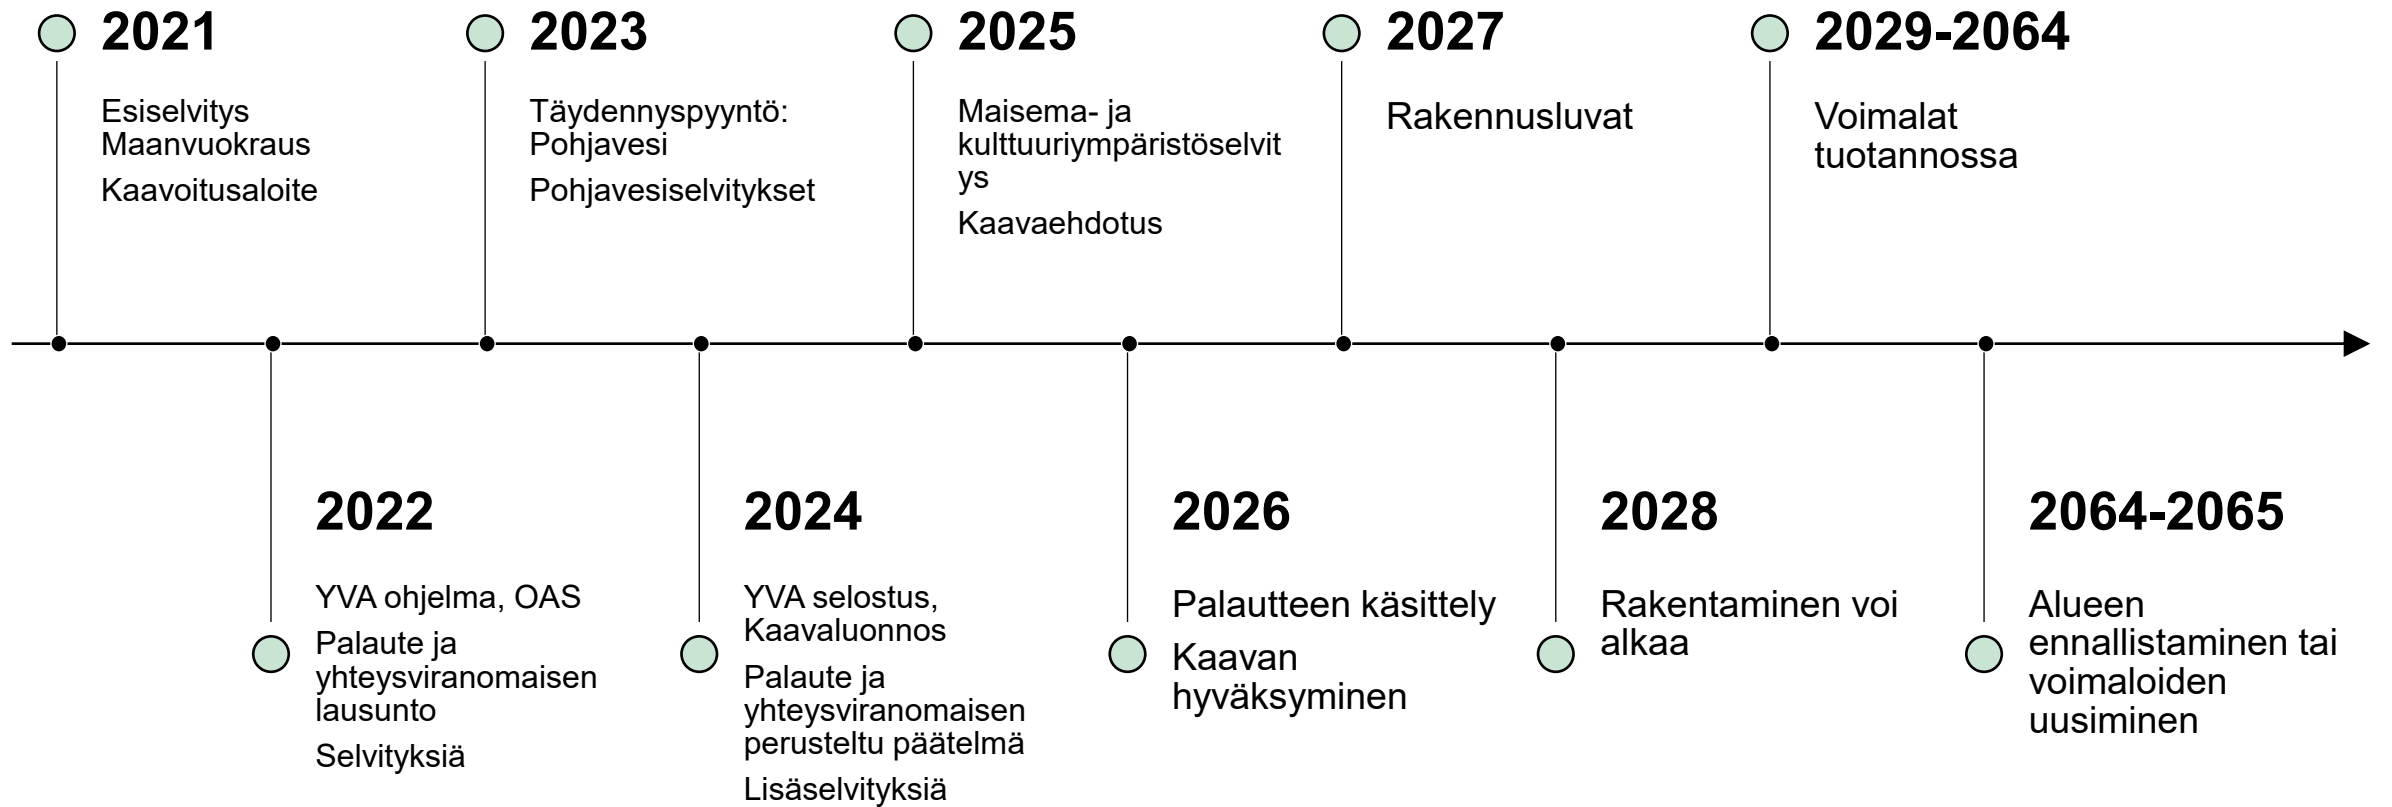 2021
Esiselvitys
Maanvuokraus
Kaavoitusaloite
2023
Täydennyspyyntö:
Pohjavesi
Pohjavesiselvitykset
2025
Maisema- ja
kulttuuriympäristöselvit
ys
Kaavaehdotus
2027
Rakennusluvat
2029-2064
Voimalat
tuotannossa
2022
YVA ohjelma, OAS
Palaute ja
yhteysviranomaisen
lausunto
Selvityksiä
2024
YVA selostus,
Kaavaluonnos
Palaute ja
yhteysviranomaisen
perusteltu päätelmä
Lisäselvityksiä
2026
Palautteen käsittely
Kaavan
hyväksyminen
2028
Rakentaminen voi
alkaa
2064-2065
Alueen
ennallistaminen tai
voimaloiden
uusiminen